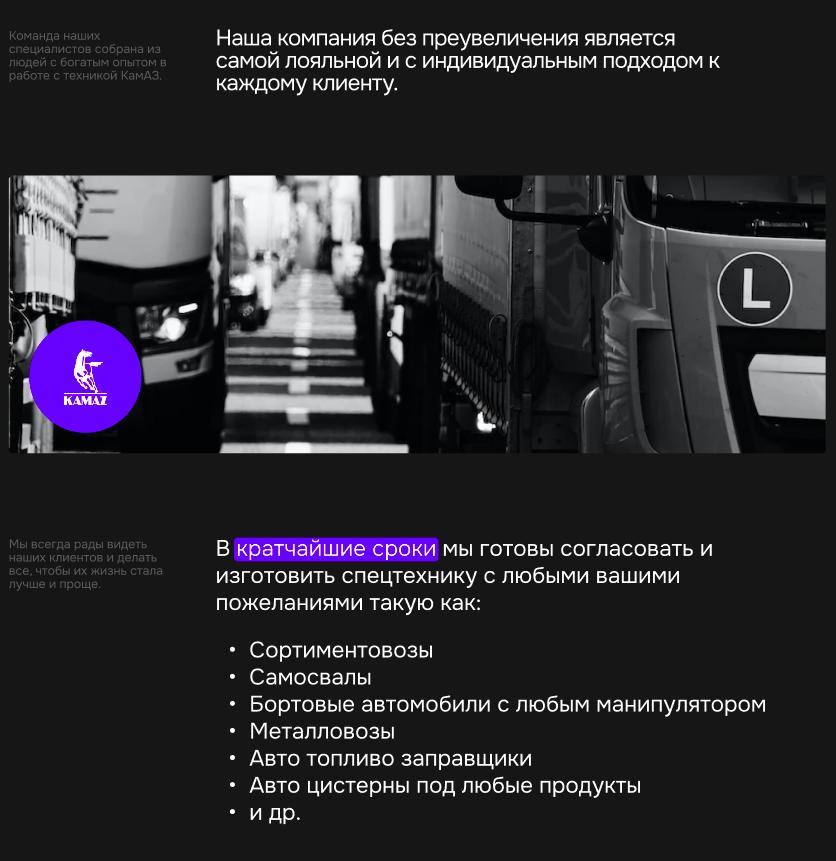 Команда наших
специалистов собрана из
людей с богатым опытом в
работе с техникой КамАЗ.
Наша компания без преувеличения является
самой лояльной и с индивидуальным подходом к
каждому клиенту.
L
KAMAZ
Мы всегда рады видеть
наших клиентов и делать
все, чтобы их жизнь стала
лучше и проще.
В кратчайшие сроки мы готовы согласовать и
изготовить спецтехнику с любыми вашими
пожеланиями такую как:
• Сортиментовозы
• Самосвалы
• Бортовые автомобили с любым манипулятором
• Металловозы
• Авто топливо заправщики
• Авто цистерны под любые продукты
• и др.